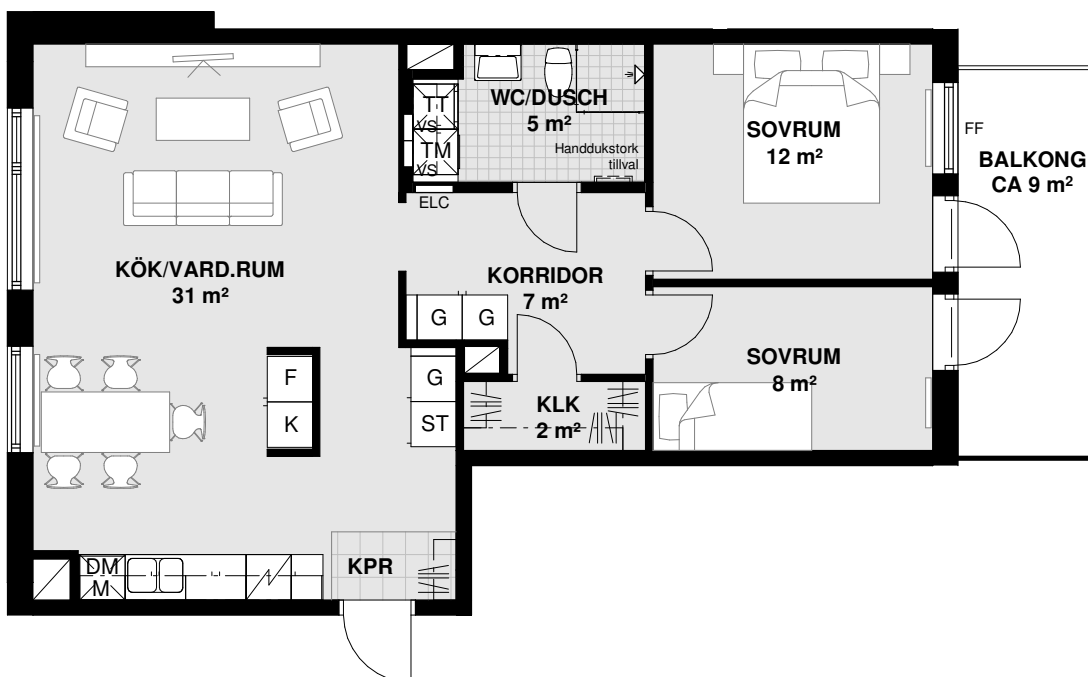 TT
VS
TM
VS
WC/DUSCH
5 m²
Handdukstork
tillval
ELC
SOVRUM
12 m²
FF
BALKONG
CA 9 m²
KÖK/VARD.RUM
31 m²
KORRIDOR
7 m²
G
G
F
K
G
ST
KLK
2 m²
SOVRUM
8 m²
DM
M
KPR